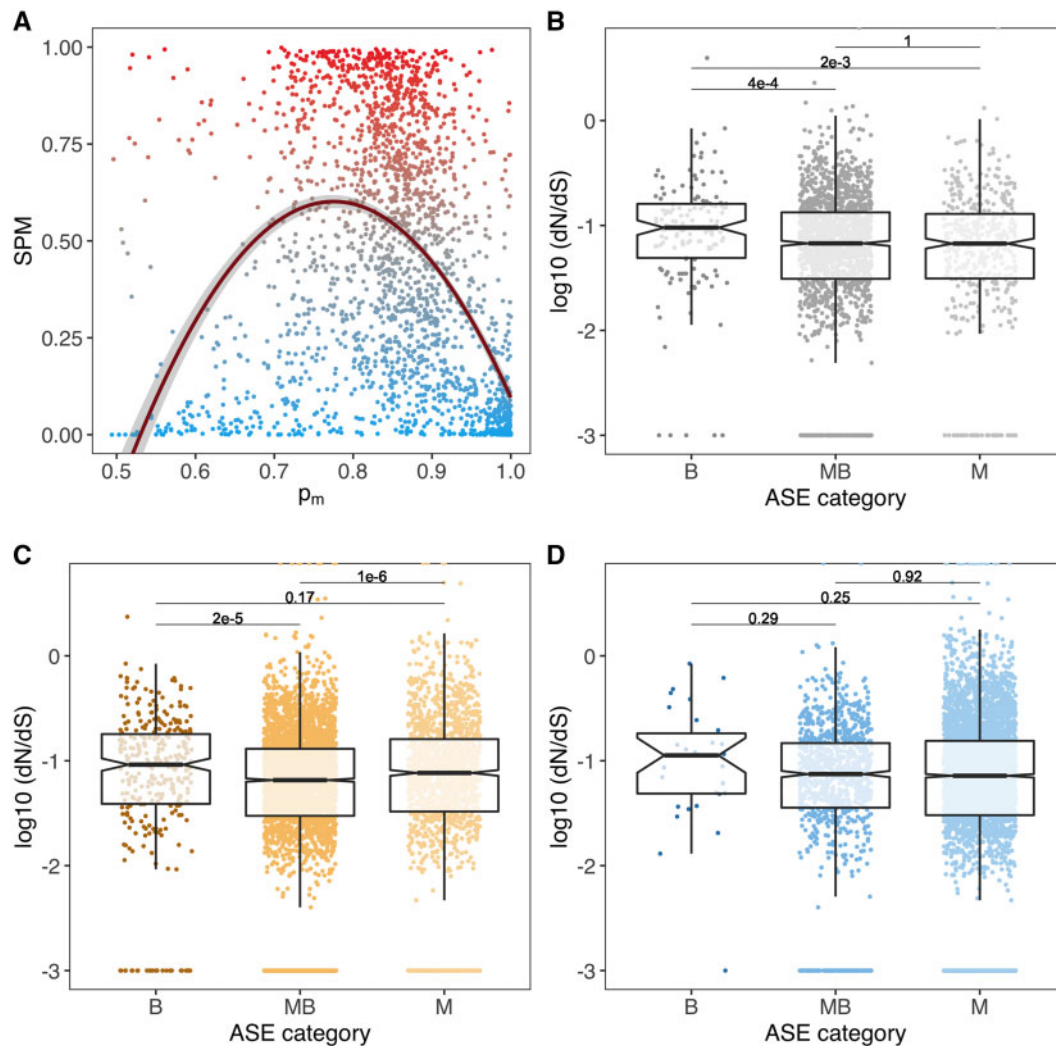 A
1.00
0.75
0.50
0.25
0.00
SPM
0.5 0.6 0.7 0.8 0.9 1.0
pm
B
1
2e-3
4e-4
0
-1
-2
-3
log10 (dN/dS)
B MB M
ASE category
C
1e-6
0.17
2e-5
0
-1
-2
-3
log10 (dN/dS)
B MB M
ASE category
D
0.92
0.25
0.29
0
-1
-2
-3
log10 (dN/dS)
B MB M
ASE category